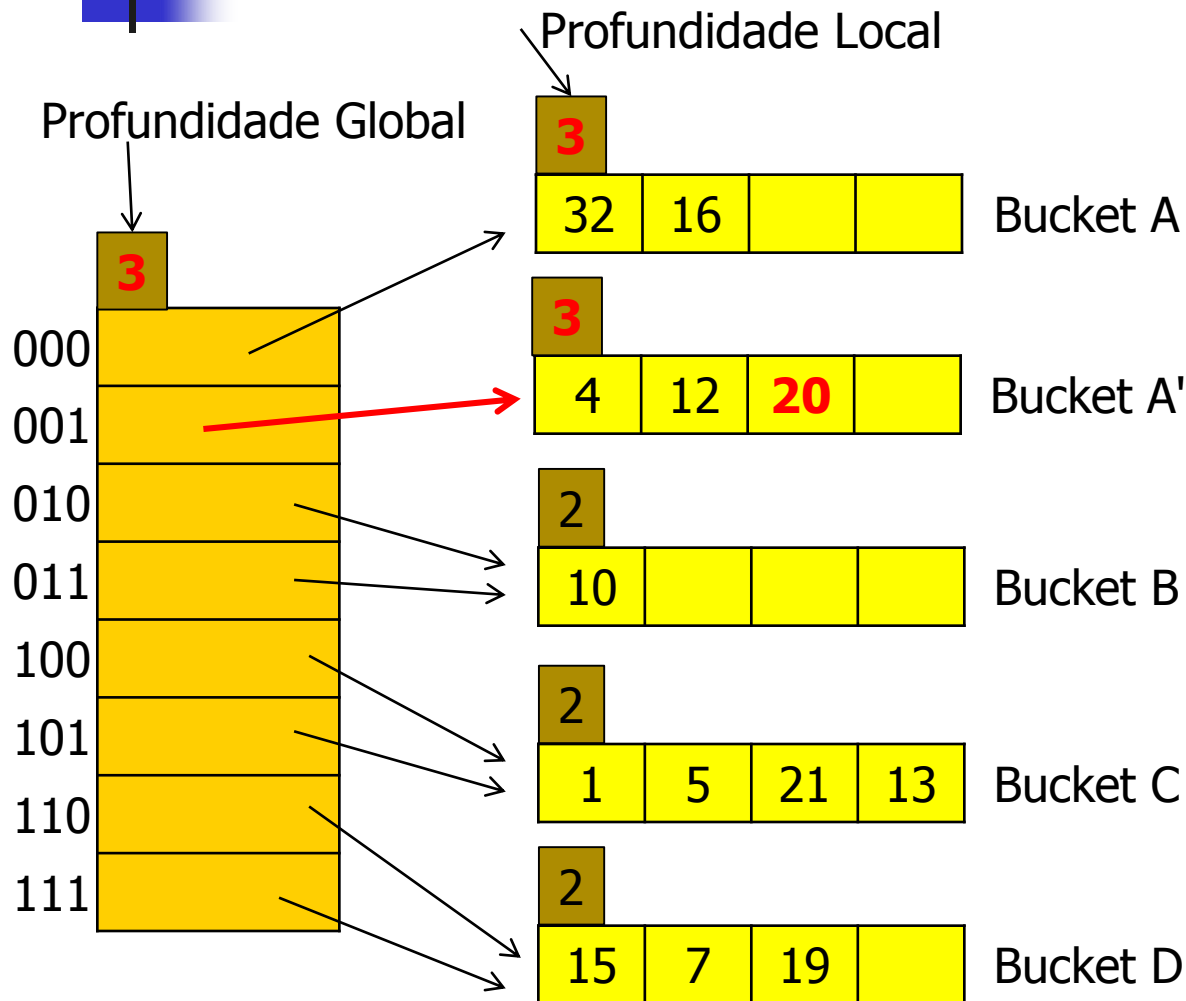 Profundidade Local
Profundidade Global
3
32 16
Bucket A
3
3
4 12 20
Bucket A'
000
001
010
011
100
101
110
111
2
10
Bucket B
2
1 5 21 13
Bucket C
2
15 7 19
Bucket D